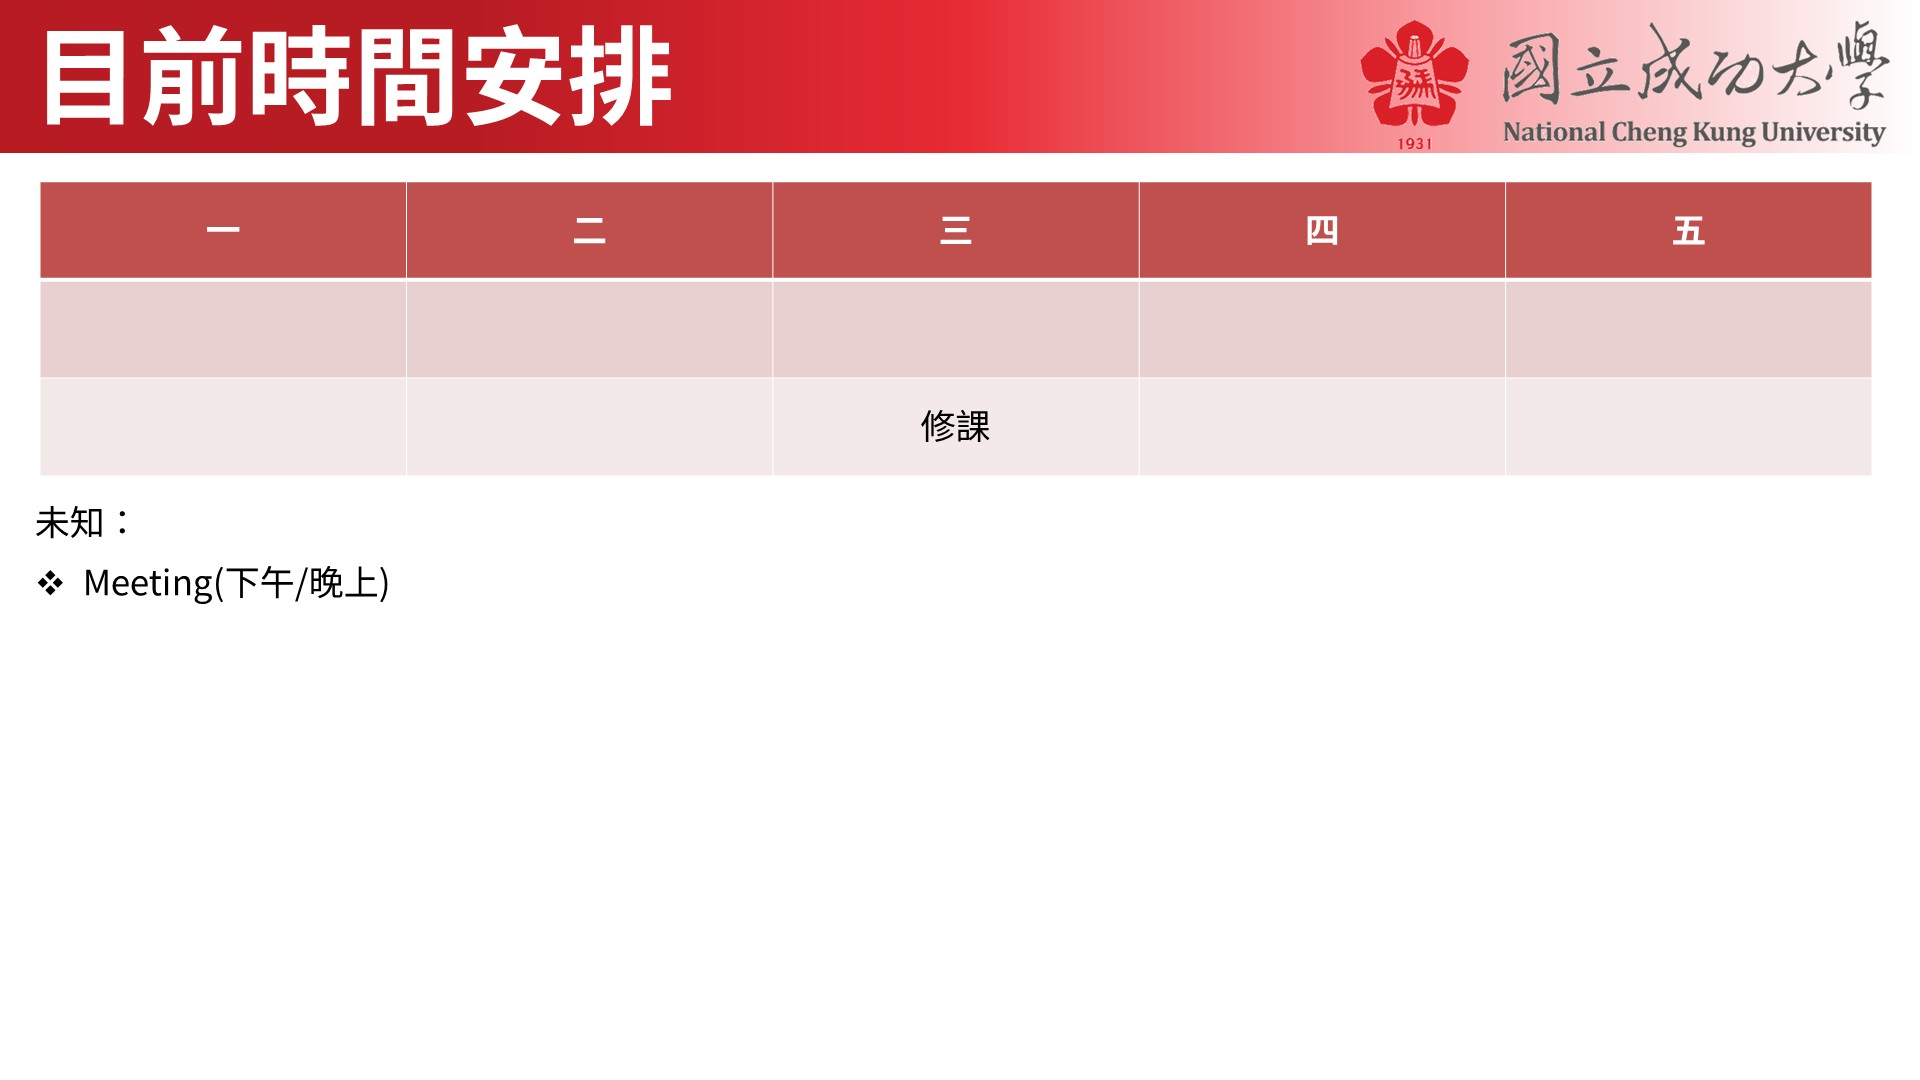 目前時間安排
國立成功大學
National Cheng Kung University
1931
一 二 三 四 五
修課
未知：
❖ Meeting(下午/晚上)